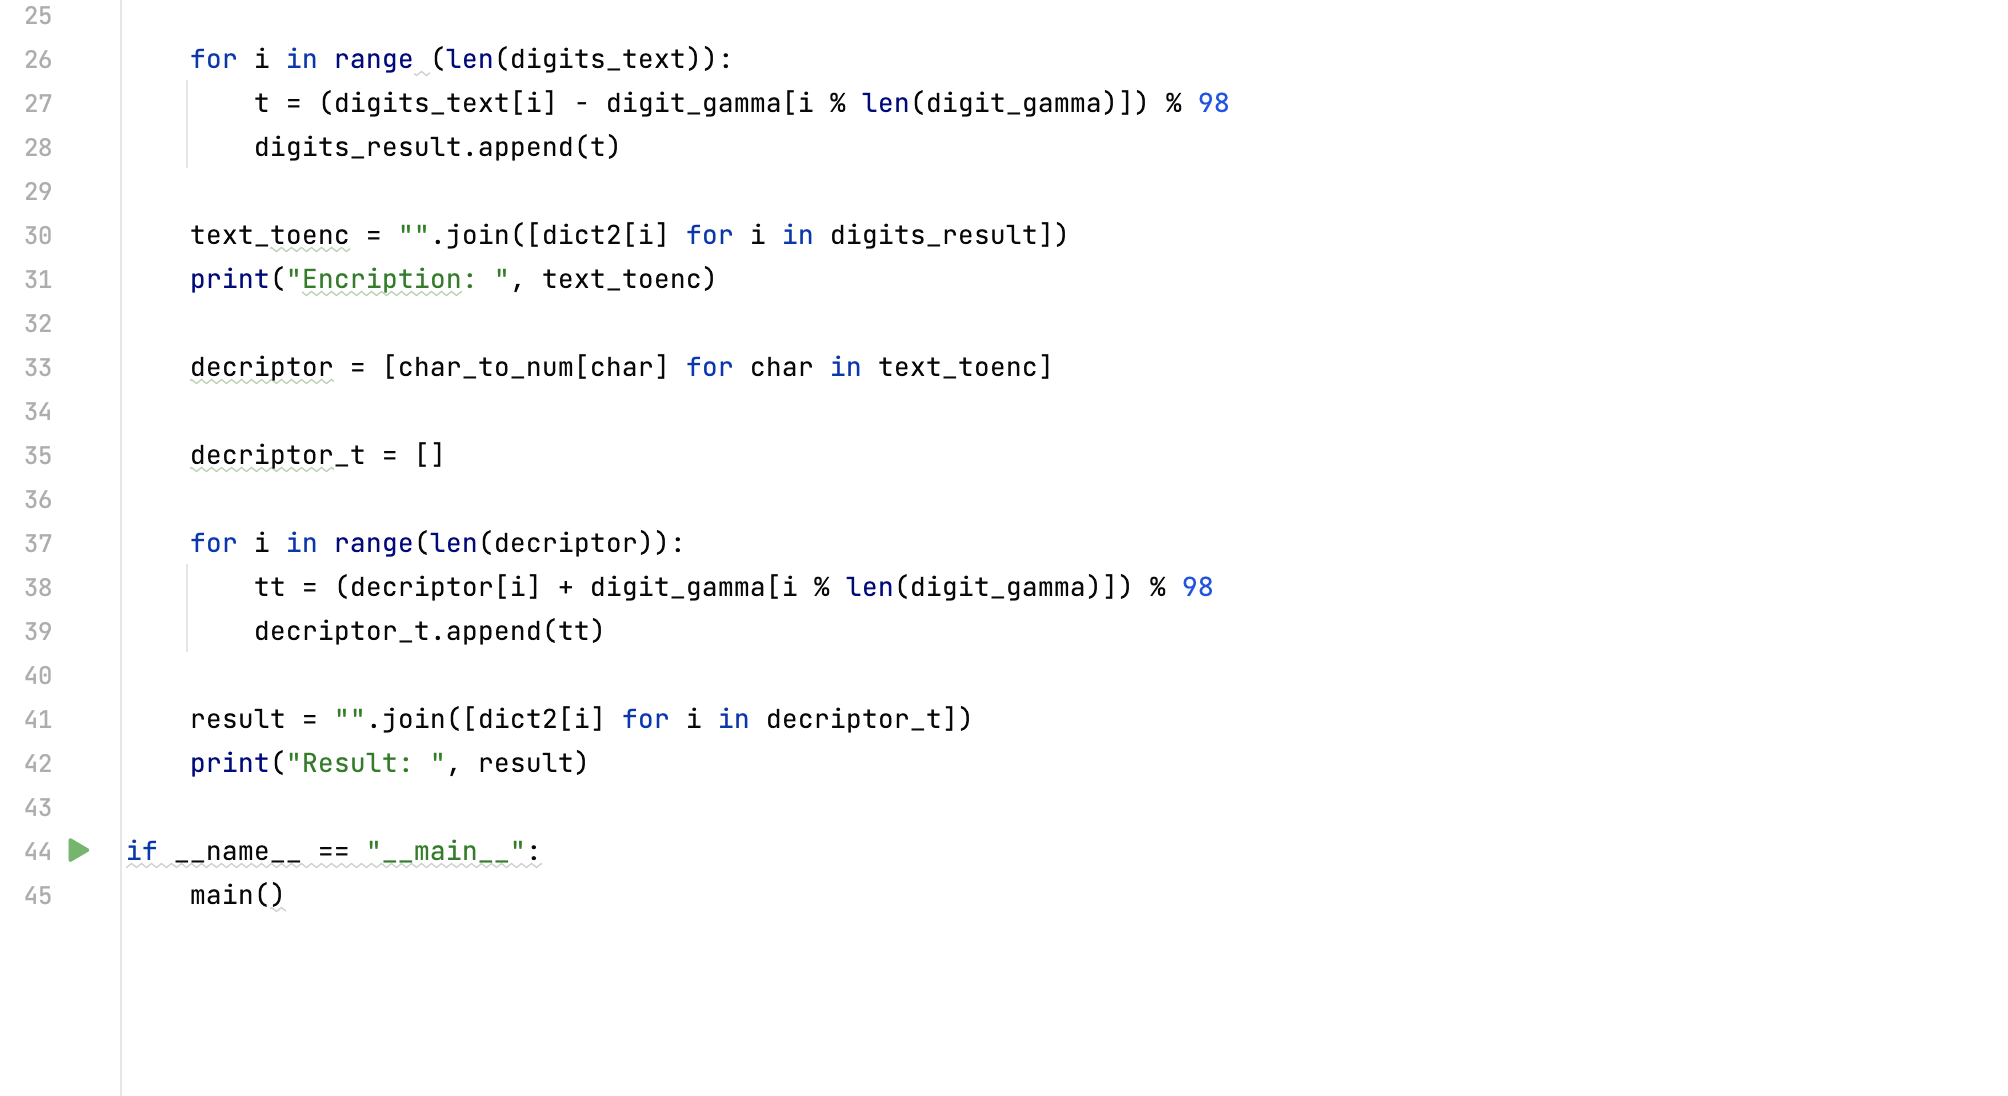 25
26 for i in range (len(digits_text)):
27 t = (digits_text[i] - digit_gamma[i % len(digit_gamma)]) % 98
28 digits_result.append(t)
29
30 text_toenc = "".join([dict2[i] for i in digits_result])
31 print("Encription: ", text_toenc)
32
33 decriptor = [char_to_num[char] for char in text_toenc]
34
35 decriptor_t = []
36
37 for i in range(len(decriptor)):
38 tt = (decriptor[i] + digit_gamma[i % len(digit_gamma)]) % 98
39 decriptor_t.append(tt)
40
41 result = "".join([dict2[i] for i in decriptor_t])
42 print("Result: ", result)
43
44 if __name__ == "__main__":
45 main()